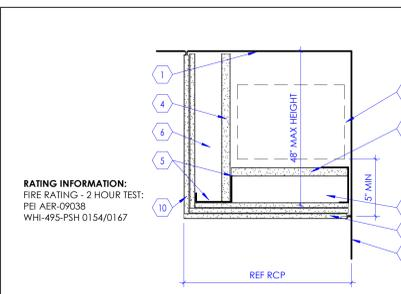 1
4
6
5
10
48" MAX HEIGHT
5" MIN
RATING INFORMATION:
FIRE RATING - 2 HOUR TEST:
PEI AER-09038
WHI-495-PSH 0154/0167
REF RCP